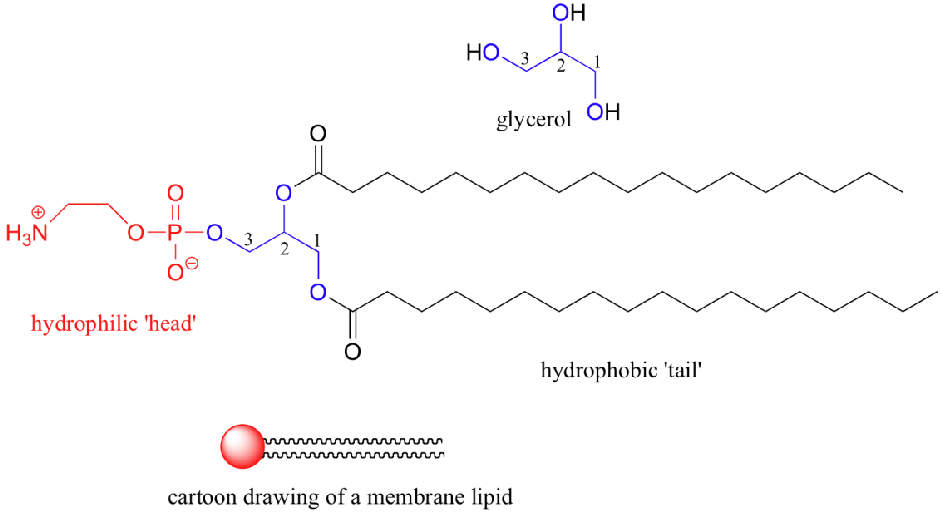 OH
HO
3
2
1
OH
glycerol
O
O
O
H₃N⊕
O
P
O
3
2
1
O⊖
O
hydrophilic 'head'
O
hydrophobic 'tail'
cartoon drawing of a membrane lipid